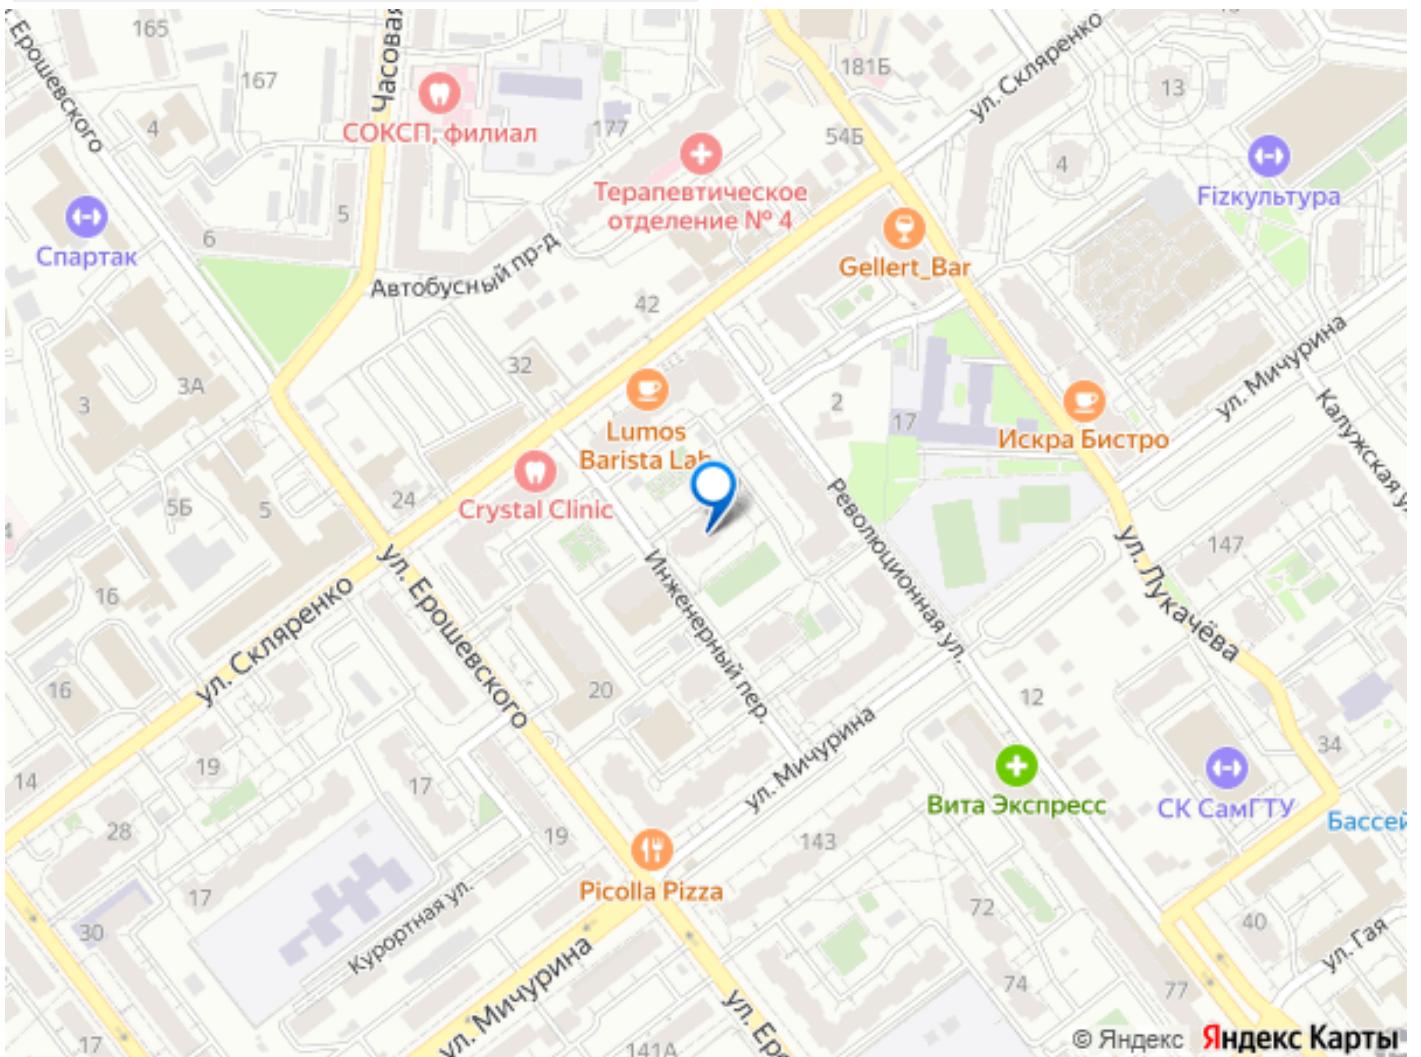 165
Часовая
ул. Скляренко
10
Ерошевского
167
181Б
13
4
СОКСП, филиал
177
54Б
4
Терапевтическое
отделение № 4
Fizкультура
5
6
Спартак
Автобусный пр-д
Gellert_Bar
42
32
ул. Мичурина
3А
3
2
17
Искра Бистро
Калужская ул
Lumos
Barista Lab
Crystal Clinic
5Б
5
24
Революционная ул.
4
ул. Лукачёва
147
16
ул. Скляренко
ул. Ерошевского
Инженерный пер.
16
20
12
34
14
19
17
ул. Мичурина
Вита Экспресс
СК СамГТУ
Бассей
28
19
143
17
Picolla Pizza
30
Курортная ул.
72
40
ул. Гая
ул. Мичурина
74
77
17
141А
ул. Еро
© Яндекс Яндекс Карты